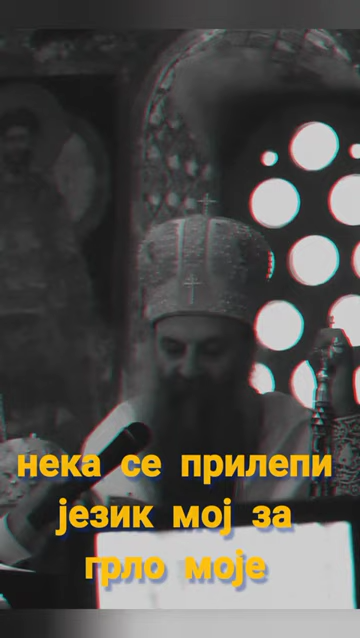 нека се прилепи
језик мој за
грло моје